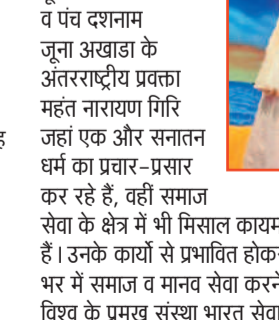 व पंच दशनाम
जूना अखाडा के
अंतरराष्ट्रीय प्रवक्ता
महंत नारायण गिरि
जहां एक और सनातन
धर्म का प्रचार-प्रसार
कर रहे हैं, वहीं समाज
सेवा के क्षेत्र में भी मिसाल कायम
हैं। उनके कार्यो से प्रभावित होकर
भर में समाज व मानव सेवा करने
विश्व के प्रमुख संस्था भारत सेवा